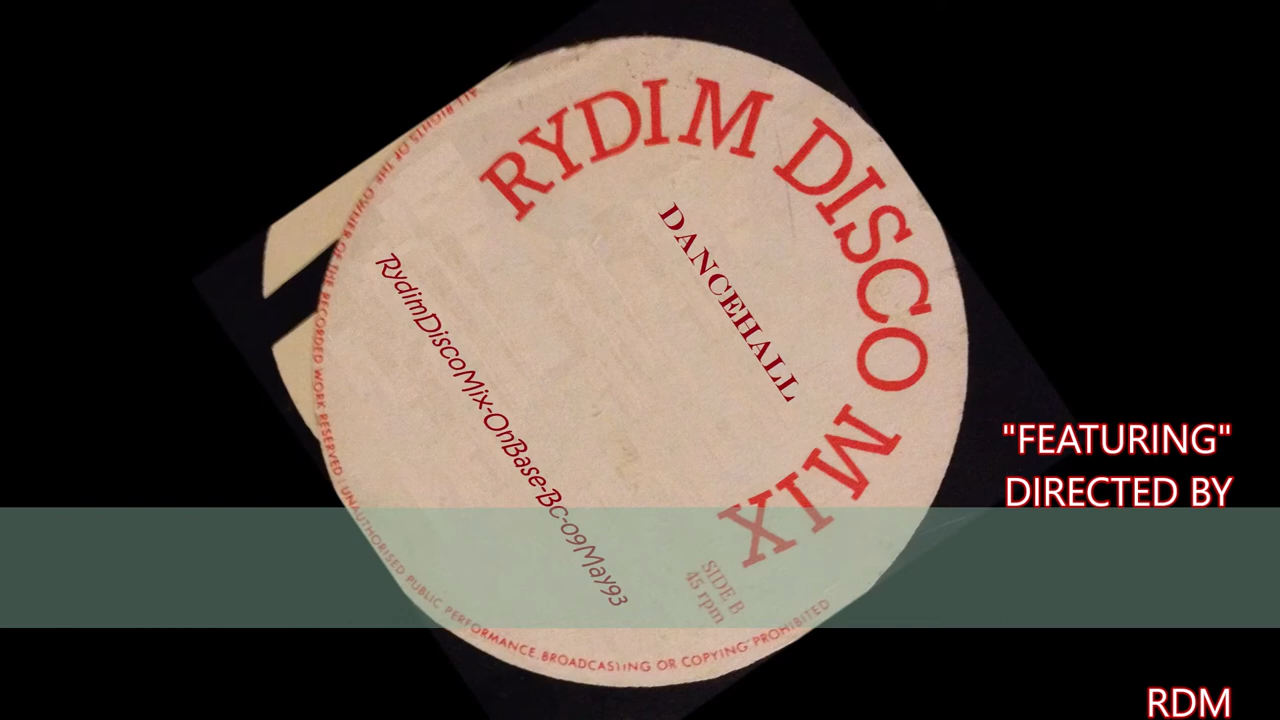 RYDIM DISCO MIX
DANCEHALL
RydimDiscoMix-OnBase-Bc-09May93
SIDE B
45 rpm
ALL RIGHTS OF THE OWNER OF THE RECORDED WORK RESERVED UNAUTHORISED PUBLIC PERFORMANCE, BROADCASTING OR COPYING PROHIBITED
"FEATURING"
DIRECTED BY
RDM